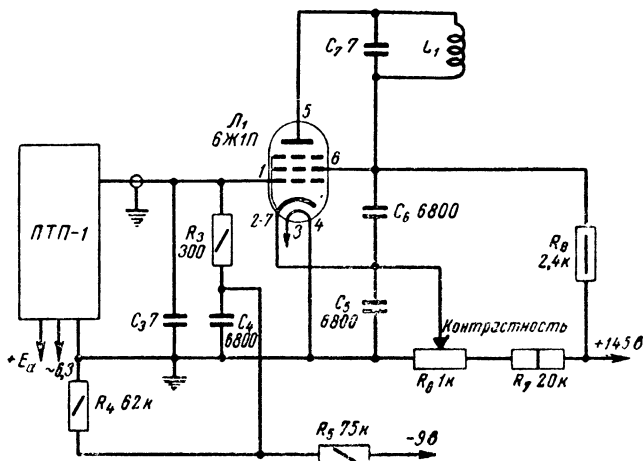 C₇ 7
L₁
5
Л₁
6Ж1П
1
6
2-7
3
4
ПТП-1
R₃
300
C₆ 6800
R₈
2,4к
C₃ 7
C₄
6800
C₅
6800
Контрастность
+145в
+Eа
~6,3
R₆ 1к
R₇ 20к
R₄ 62к
R₅ 75к
-9в